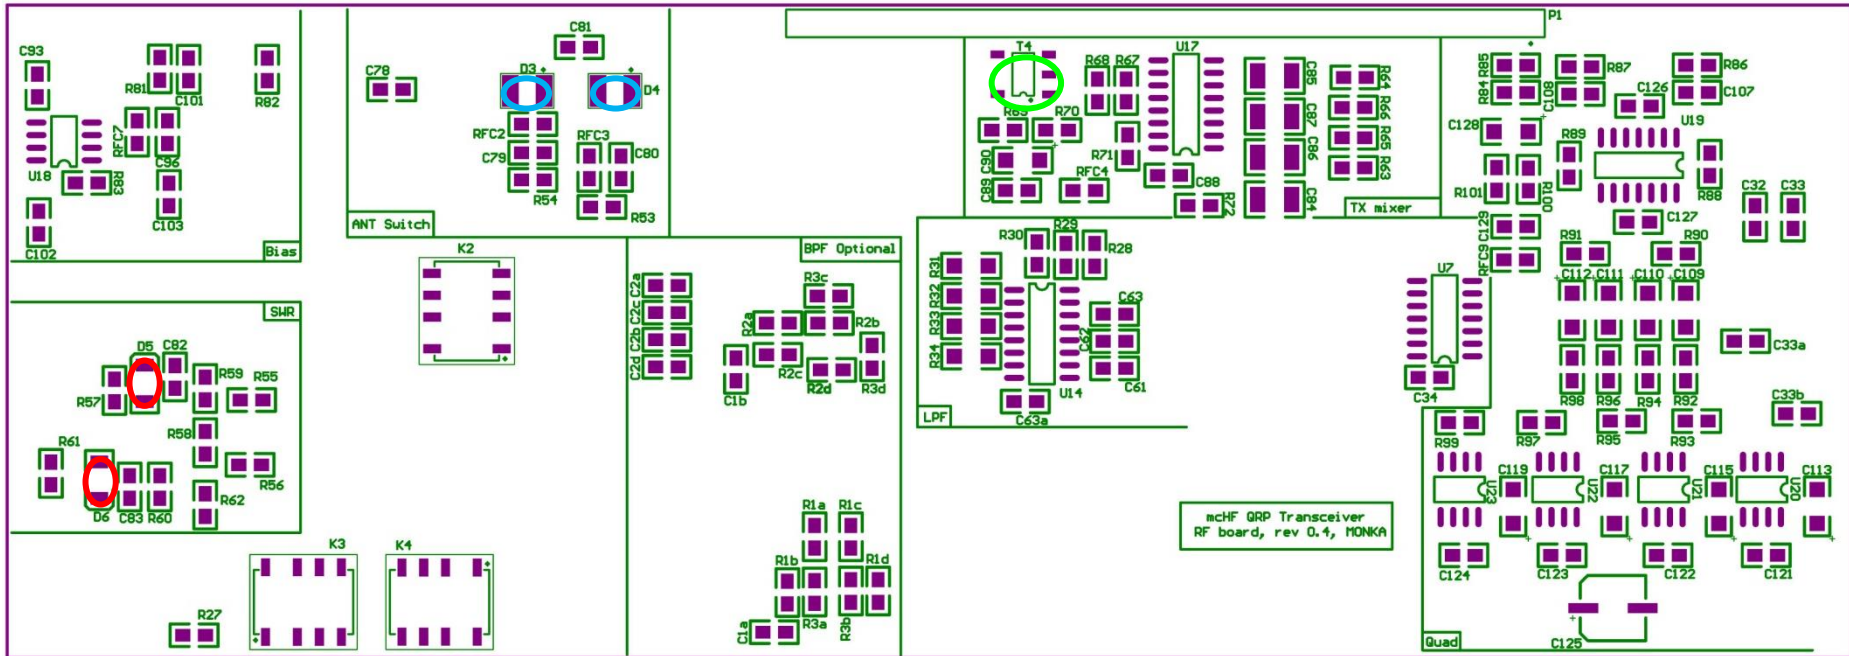 C93
R81
C101
R82
RFC7
C96
U18
R83
C103
C102
Bias
C81
C78
D3
D4
RFC2
RFC3
C79
C80
R54
R53
ANT Switch
P1
T4
R68
R67
U17
R69
R70
R71
C90
C89
RFC4
C88
R72
C85
C87
C86
C84
R64
R66
R65
R63
TX mixer
R85
R84
C108
R87
C126
R86
C107
C128
U19
R89
R88
R101
R100
C32
C33
C129
C127
RFC9
R91
R90
K2
BPF Optional
C2a
C2c
C2b
C2d
R3c
R2a
R2b
R2c
R2d
R3d
C1b
R30
R29
R28
R31
R32
R33
R34
C63
C62
C61
U14
C63a
LPF
U7
C34
C112
C111
C110
C109
C33a
R98
R96
R94
R92
C33b
SWR
D5
C82
R59
R55
R57
R58
R61
R56
D6
C83
R60
R62
R99
R97
R95
R93
C119
C117
C115
C113
U23
U22
U21
U20
K3
K4
R27
R1a
R1c
R1b
R1d
R3a
R3b
C1a
mcHF QRP Transceiver
RF board, rev 0.4, MONKA
C124
C123
C122
C121
C125
Quad